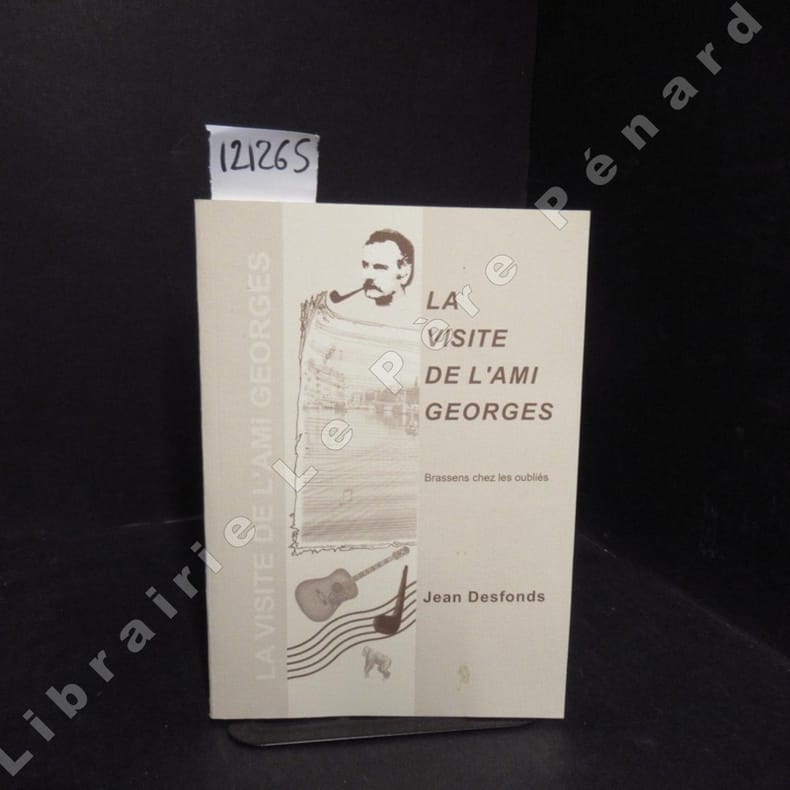 121265
LA VISITE DE L'AMI GEORGES
LA
VISITE
DE L'AMI
GEORGES
Brassens chez les oubliés
Jean Desfonds
Librairie Le Père Pénard